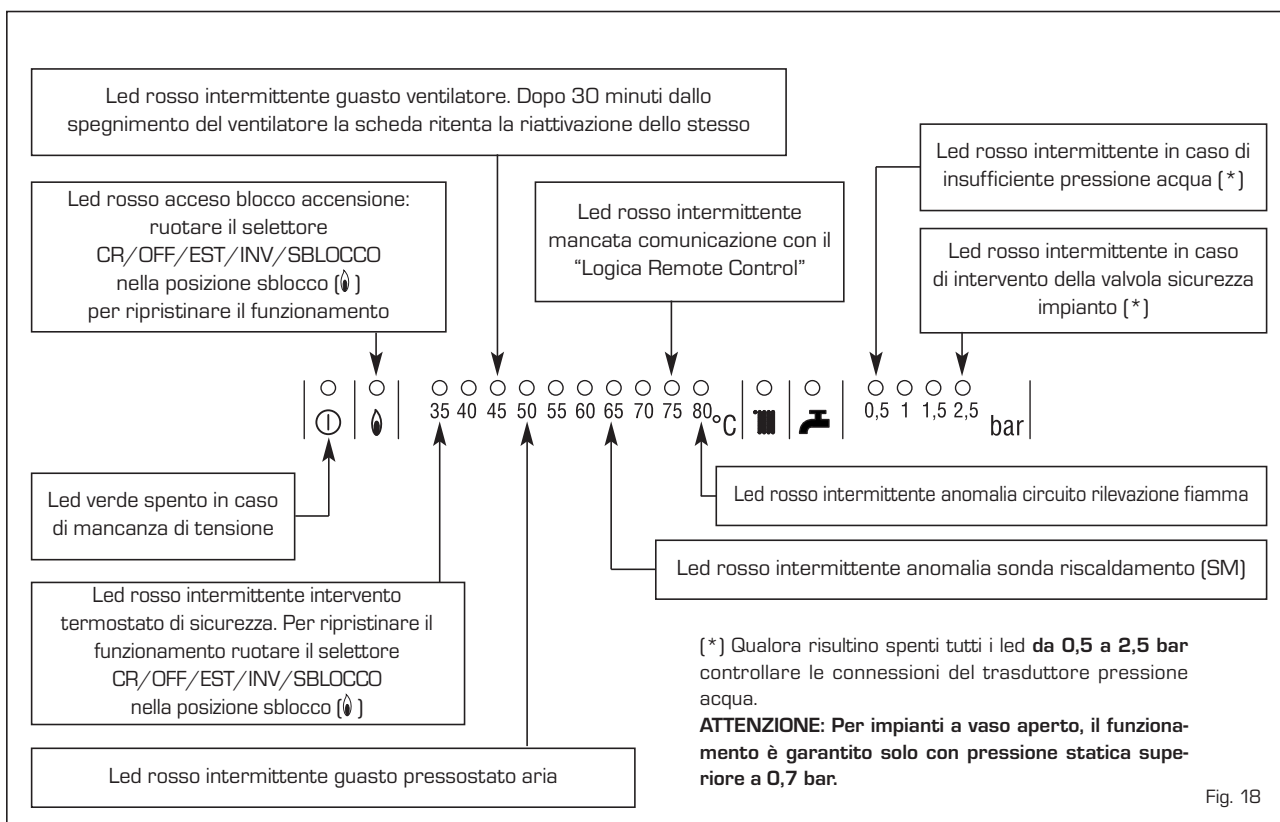 Led rosso intermittente guasto ventilatore. Dopo 30 minuti dallo
spegnimento del ventilatore la scheda ritenta la riattivazione dello stesso
Led rosso intermittente in caso di
insufficiente pressione acqua (*)
Led rosso acceso blocco accensione:
ruotare il selettore
CR/OFF/EST/INV/SBLOCCO
nella posizione sblocco ( )
per ripristinare il funzionamento
Led rosso intermittente
mancata comunicazione con il
“Logica Remote Control”
Led rosso intermittente in caso
di intervento della valvola sicurezza
impianto (*)
35 40 45 50 55 60 65 70 75 80 °C 0,5 1 1,5 2,5 bar
Led verde spento in caso
di mancanza di tensione
Led rosso intermittente anomalia circuito rilevazione fiamma
Led rosso intermittente anomalia sonda riscaldamento (SM)
Led rosso intermittente intervento
termostato di sicurezza. Per ripristinare il
funzionamento ruotare il selettore
CR/OFF/EST/INV/SBLOCCO
nella posizione sblocco ( )
Led rosso intermittente guasto pressostato aria
(*) Qualora risultino spenti tutti i led da 0,5 a 2,5 bar
controllare le connessioni del trasduttore pressione
acqua.
ATTENZIONE: Per impianti a vaso aperto, il funziona-
mento è garantito solo con pressione statica supe-
riore a 0,7 bar.
Fig. 18